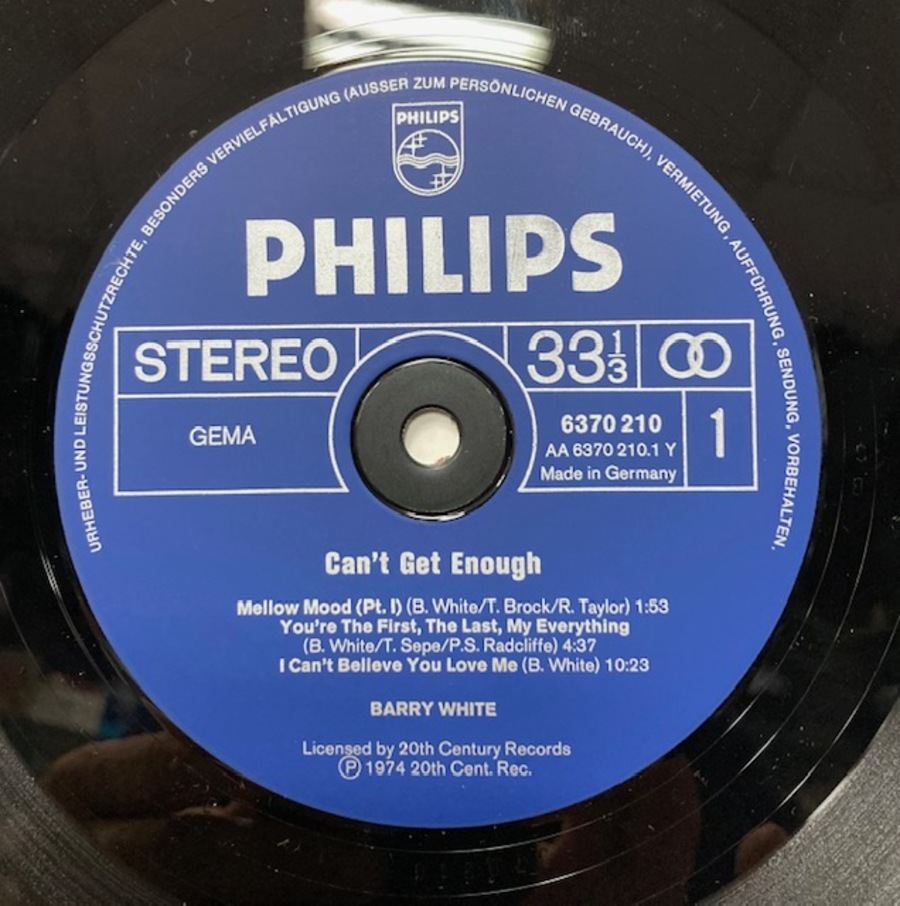 URHEBER- UND LEISTUNGSSCHUTZRECHTE, BESONDERS VERVIELFÄLTIGUNG (AUSSER ZUM PERSÖNLICHEN GEBRAUCH), VERMIETUNG, AUFFÜHRUNG, SENDUNG, VORBEHALTEN.
PHILIPS
PHILIPS
STEREO
33 1/3
GEMA
6370 210
AA 6370 210.1 Y
Made in Germany
1
Can't Get Enough
Mellow Mood (Pt. I) (B. White/T. Brock/R. Taylor) 1:53
You're The First, The Last, My Everything
(B. White/T. Sepe/P.S. Radcliffe) 4:37
I Can't Believe You Love Me (B. White) 10:23
BARRY WHITE
Licensed by 20th Century Records
℗ 1974 20th Cent. Rec.